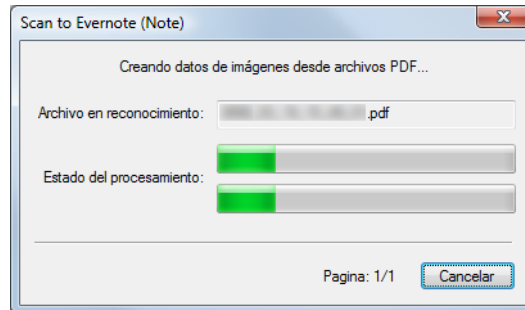 Scan to Evernote (Note)
Creando datos de imágenes desde archivos PDF...
Archivo en reconocimiento: .pdf
Estado del procesamiento:
Pagina: 1/1 Cancelar